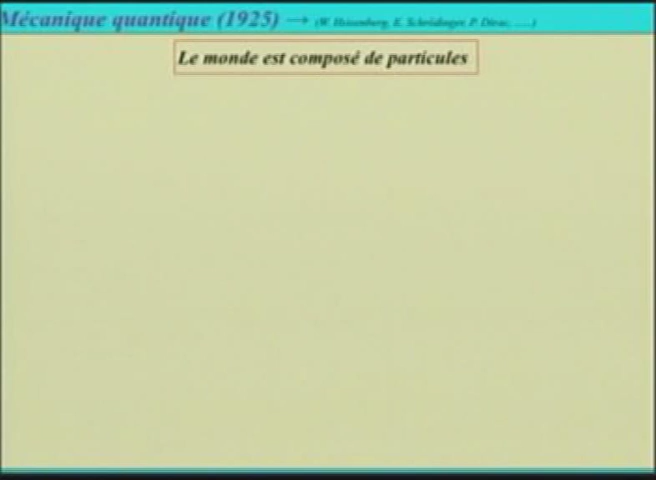 Mécanique quantique (1925) → (W. Heisenberg, E. Schrödinger, P. Dirac, .....)
Le monde est composé de particules